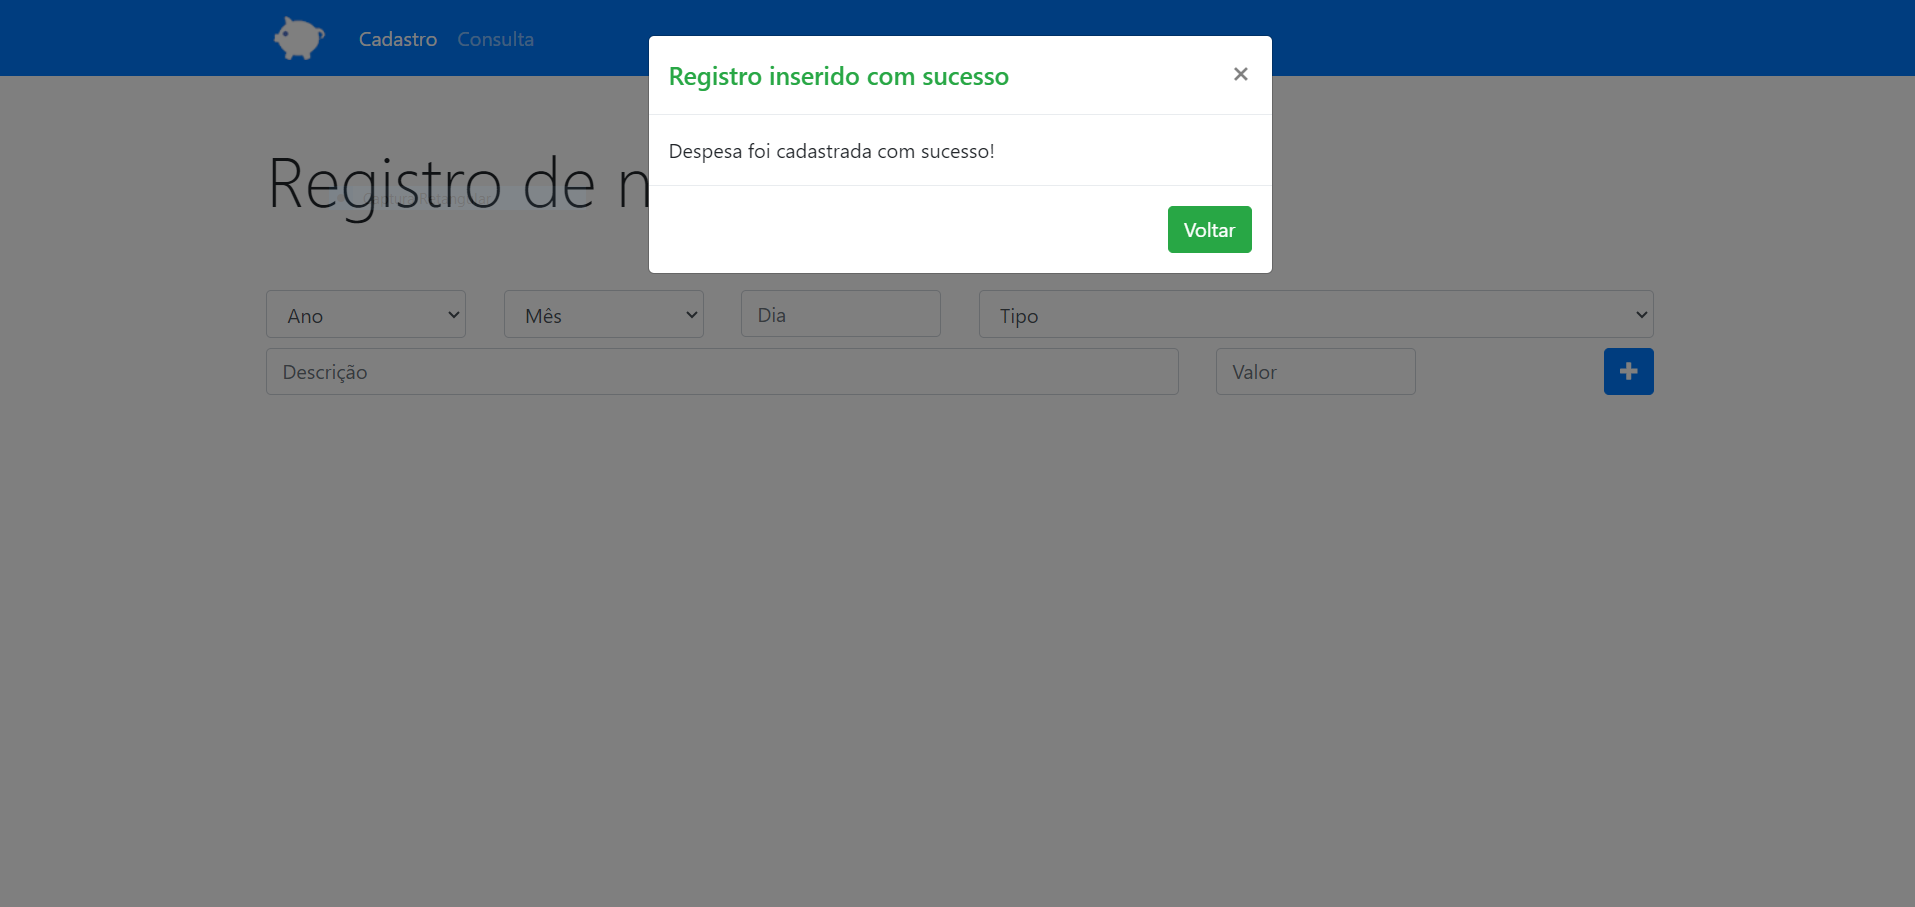 Cadastro Consulta
Registro inserido com sucesso ×
Despesa foi cadastrada com sucesso!
Voltar
Registro de n
Ano Mês Dia Tipo
Descrição Valor